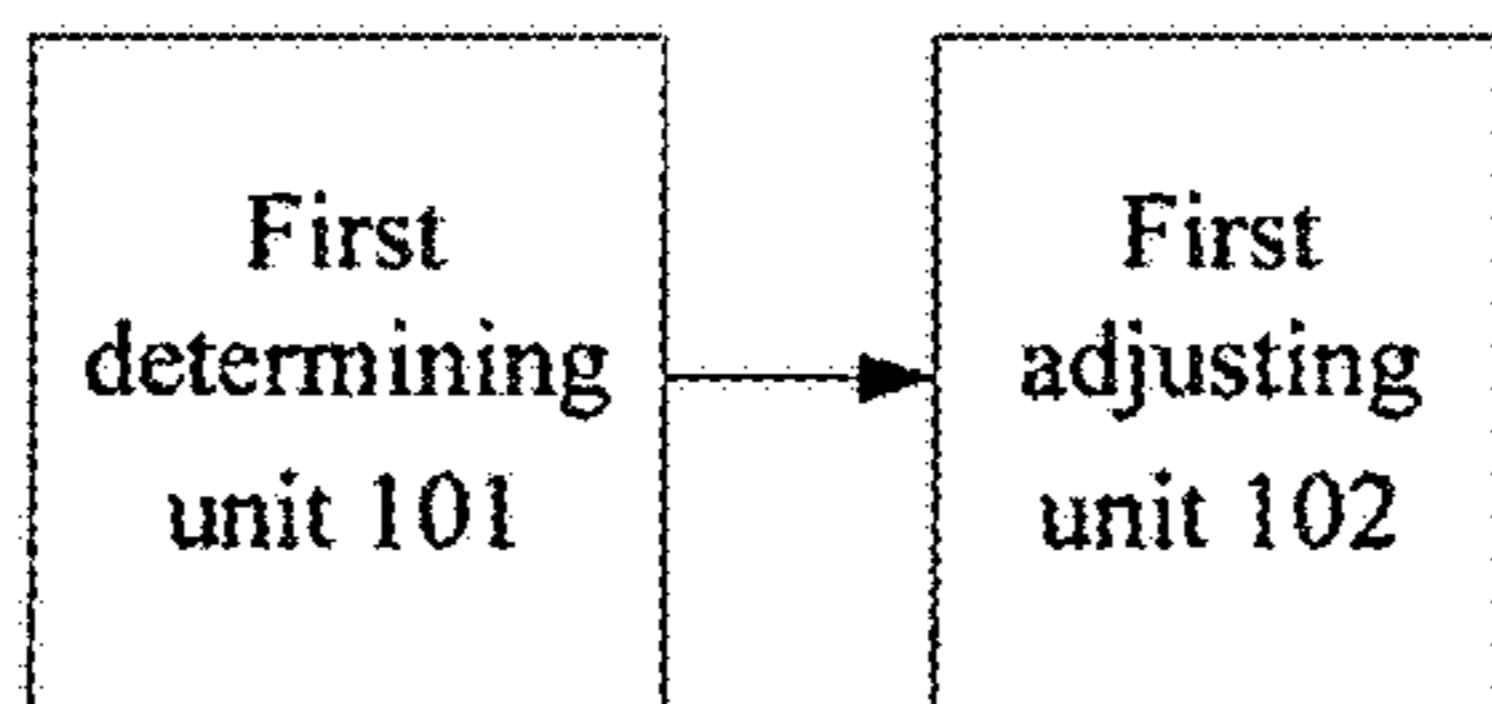 First
determining
unit 101
First
adjusting
unit 102